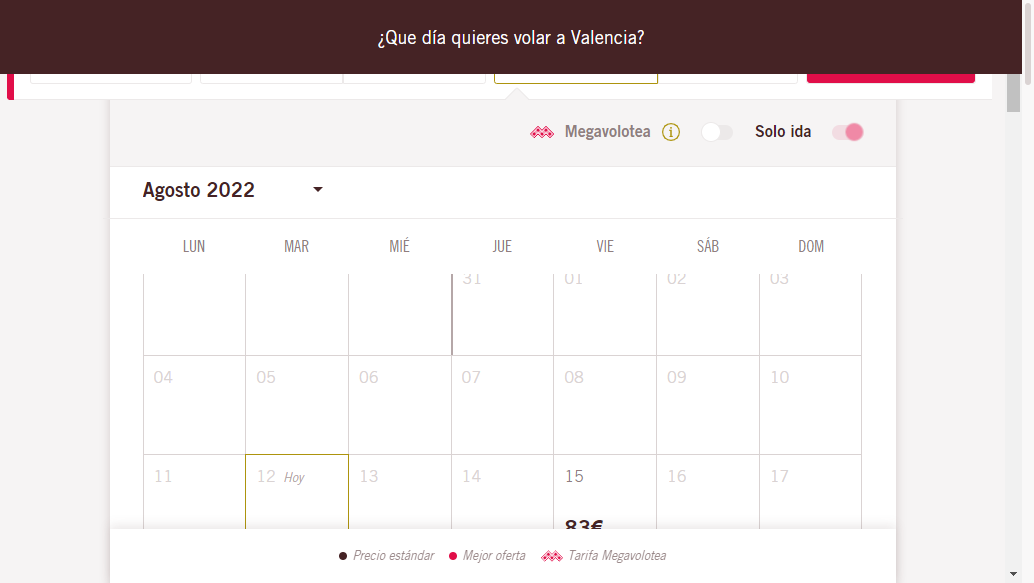 ¿Que día quieres volar a Valencia?
Megavolotea i Solo ida
Agosto 2022
LUN MAR MIÉ JUE VIE SÁB DOM
31 01 02 03
04 05 06 07 08 09 10
11 12 Hoy 13 14 15 16 17
83€
Precio estándar Mejor oferta Tarifa Megavolotea